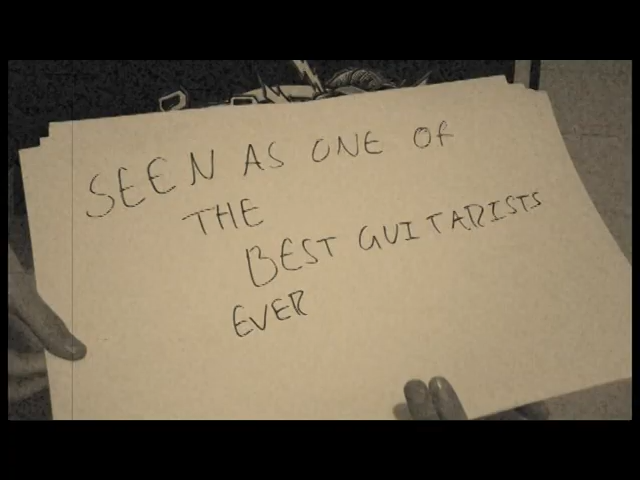 SEEN AS ONE OF
THE
BEST GUITARISTS
EVER